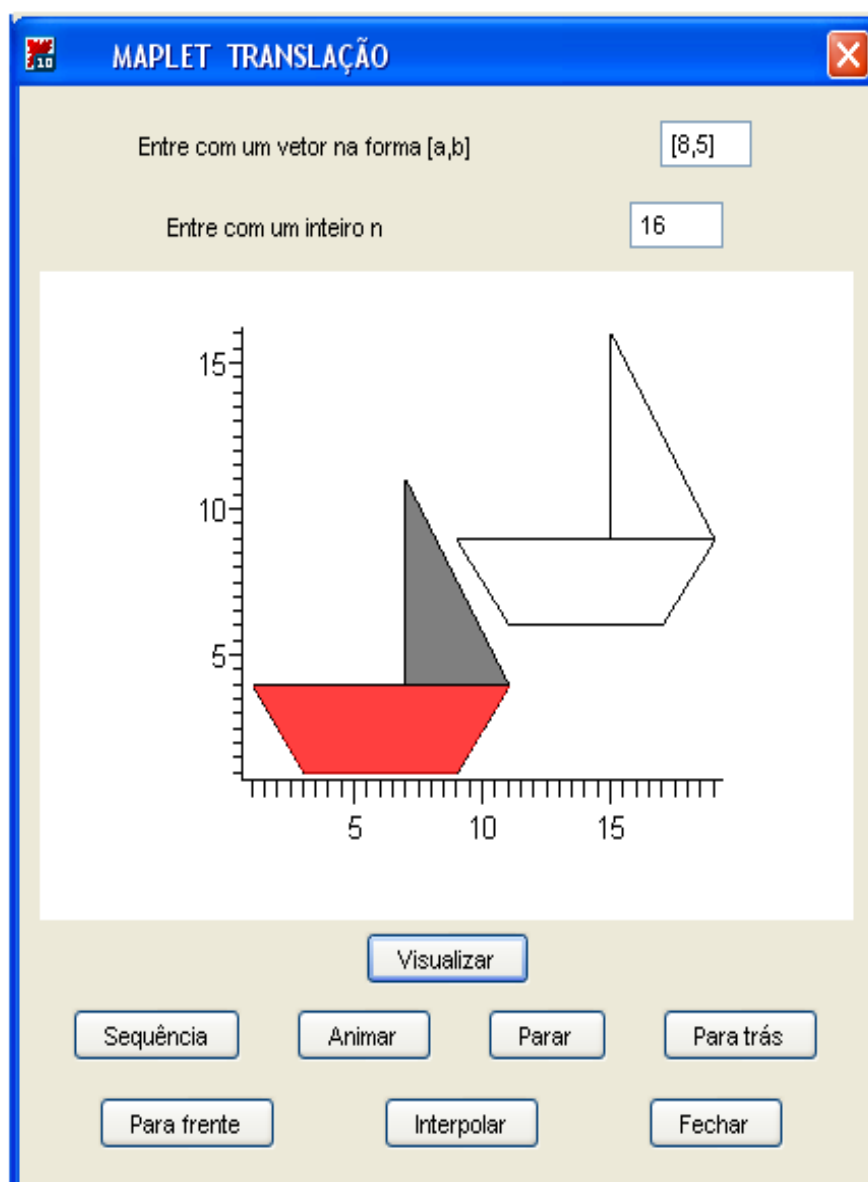 10 MAPLET TRANSLAÇÃO
Entre com um vetor na forma [a,b] [8,5]
Entre com um inteiro n 16
15
10
5
5 10 15
Visualizar
Sequência Animar Parar Para trás
Para frente Interpolar Fechar